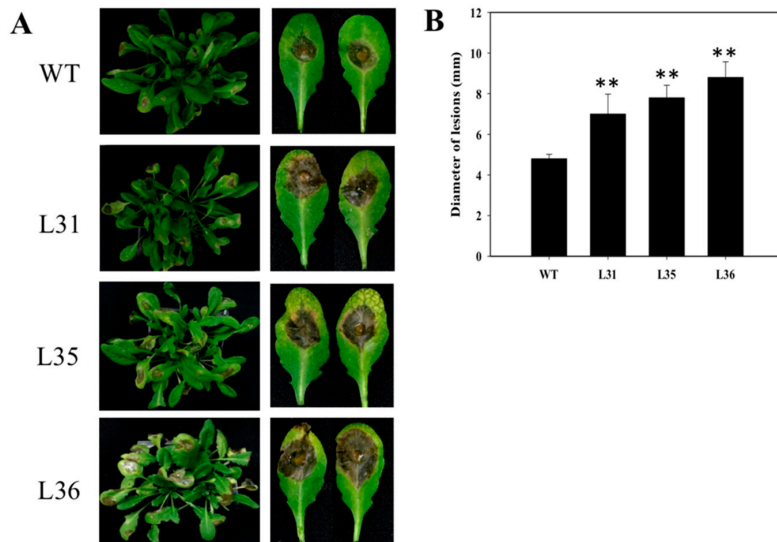 A
WT
L31
L35
L36
B
Diameter of lesions (mm)
12
10
8
6
4
2
0
**
**
**
WT L31 L35 L36